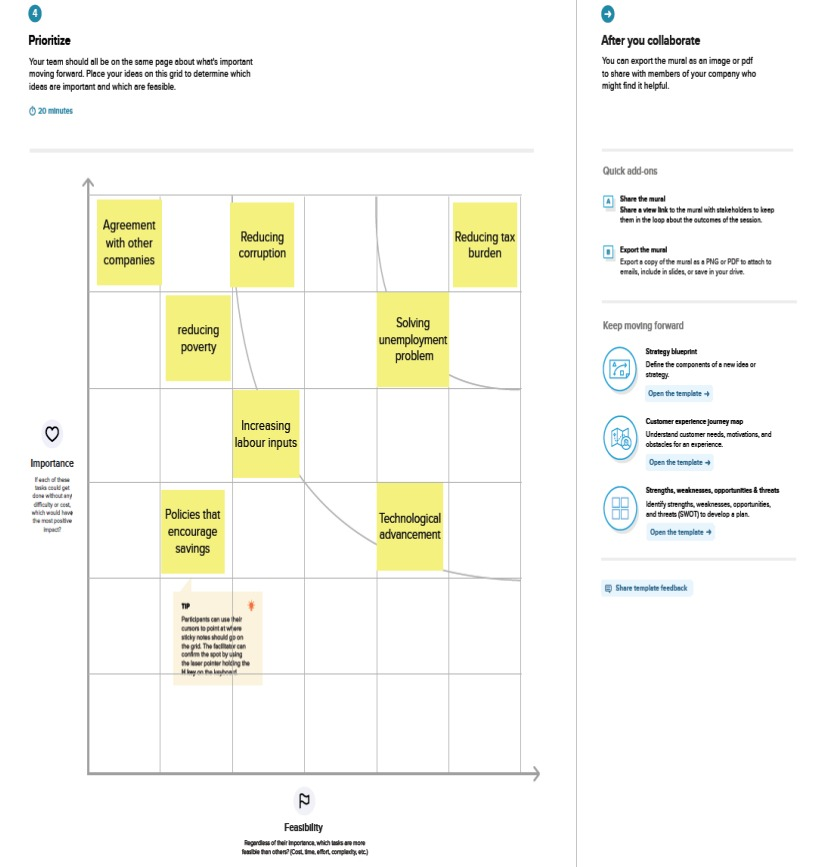 4
Prioritize
Your team should all be on the same page about what's important
moving forward. Place your ideas on this grid to determine which
ideas are important and which are feasible.
20 minutes
Agreement
with other
companies
Reducing
corruption
Reducing tax
burden
reducing
poverty
Solving
unemployment
problem
Increasing
labour inputs
Policies that
encourage
savings
Technological
advancement
TIP
Participants can use their
cursors to point at where
sticky notes should go on
the grid. The facilitator can
confirm the spot by using
the laser pointer holding the
H key on the keyboard.
Importance
If each of these
tasks could get
done without any
difficulty or cost,
which would have
the most positive
impact?
Feasibility
Regardless of their importance, which tasks are more
feasible than others? (Cost, time, effort, complexity, etc.)
After you collaborate
You can export the mural as an image or pdf
to share with members of your company who
might find it helpful.
Quick add-ons
A
Share the mural
Share a view link to the mural with stakeholders to keep
them in the loop about the outcomes of the session.
B
Export the mural
Export a copy of the mural as a PNG or PDF to attach to
emails, include in slides, or save in your drive.
Keep moving forward
Strategy blueprint
Define the components of a new idea or
strategy.
Open the template →
Customer experience journey map
Understand customer needs, motivations, and
obstacles for an experience.
Open the template →
Strengths, weaknesses, opportunities & threats
Identify strengths, weaknesses, opportunities,
and threats (SWOT) to develop a plan.
Open the template →
Share template feedback